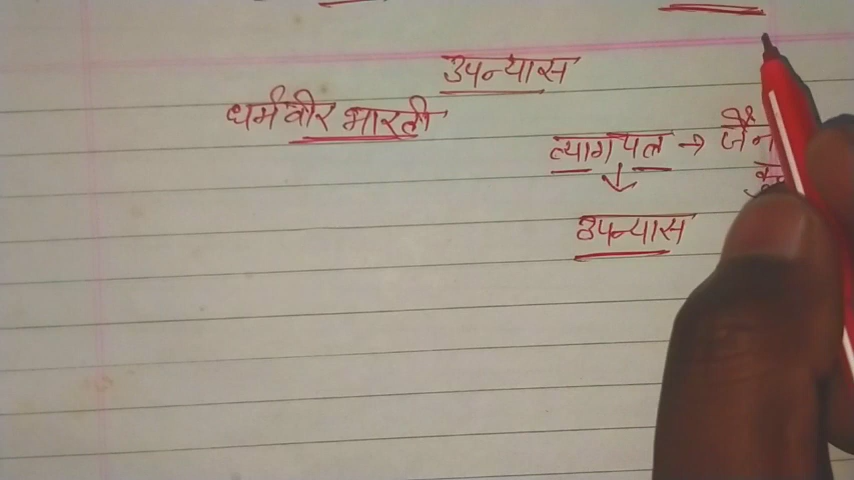 उपन्यास
धर्मवीर भारती
त्यागपत्र → जैन
उपन्यास